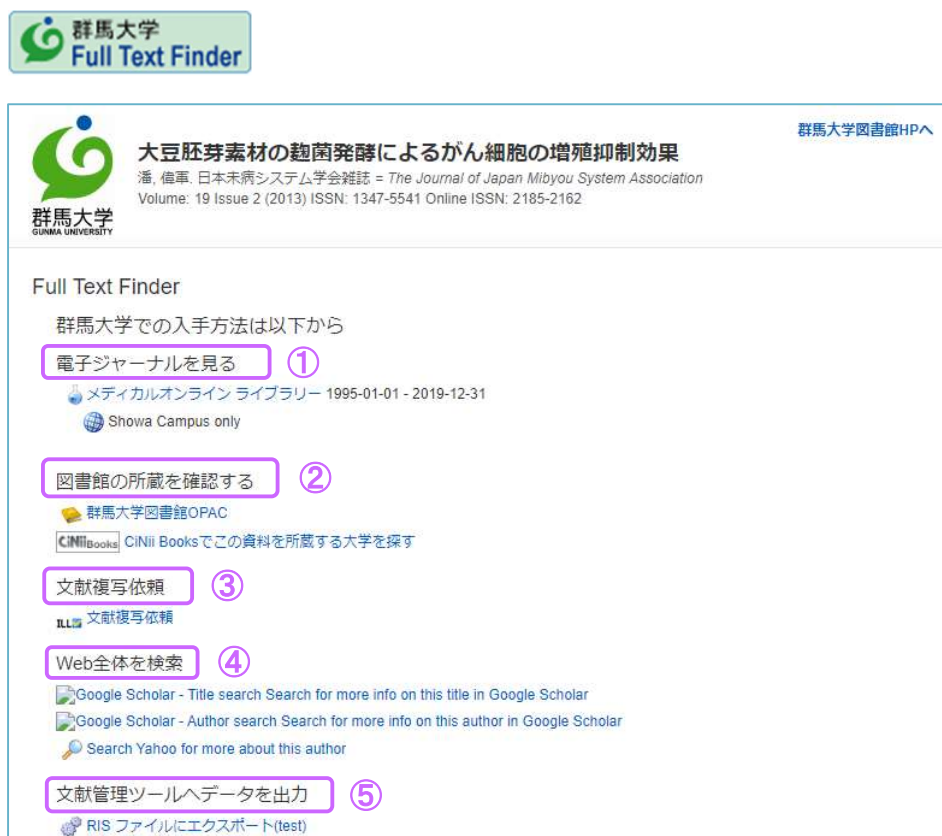 群馬大学
Full Text Finder
群馬大学図書館HPへ
大豆胚芽素材の麹菌発酵によるがん細胞の増殖抑制効果
潘, 偉軍. 日本未病システム学会雑誌 = The Journal of Japan Mibyou System Association
Volume: 19 Issue 2 (2013) ISSN: 1347-5541 Online ISSN: 2185-2162
群馬大学
GUNMA UNIVERSITY
Full Text Finder
群馬大学での入手方法は以下から
電子ジャーナルを見る ①
メディカルオンライン ライブラリー 1995-01-01 - 2019-12-31
Showa Campus only
図書館の所蔵を確認する ②
群馬大学図書館OPAC
CiNii Books CiNii Booksでこの資料を所蔵する大学を探す
文献複写依頼 ③
ILL 文献複写依頼
Web全体を検索 ④
Google Scholar - Title search Search for more info on this title in Google Scholar
Google Scholar - Author search Search for more info on this author in Google Scholar
Search Yahoo for more about this author
文献管理ツールへデータを出力 ⑤
RIS ファイルにエクスポート(test)